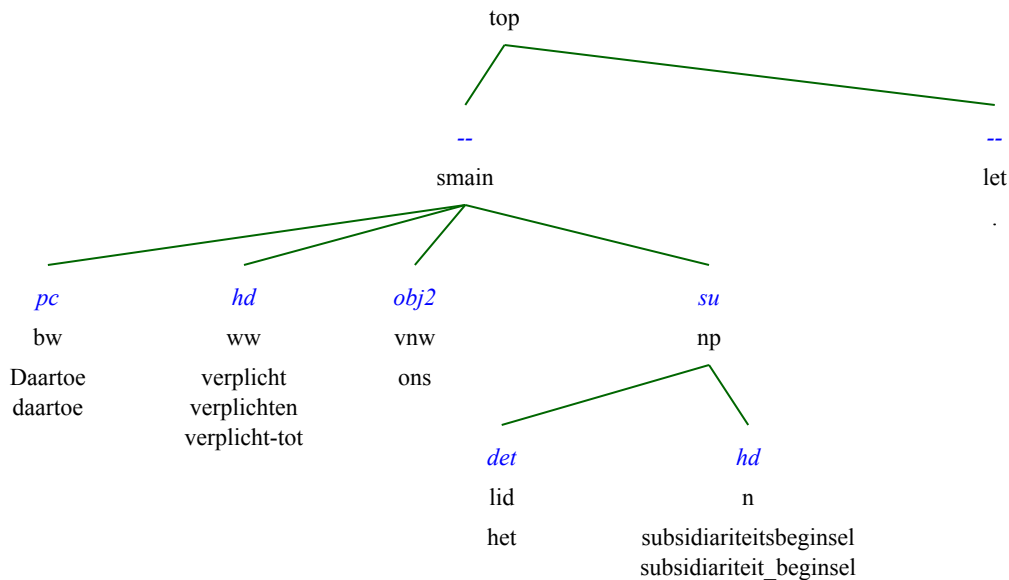 top
-- --
smain let
.
pc hd obj2 su
bw ww vnw np
Daartoe verplicht ons
daartoe verplichten
verplicht-tot
det hd
lid n
het subsidiariteitsbeginsel
subsidiariteit_beginsel